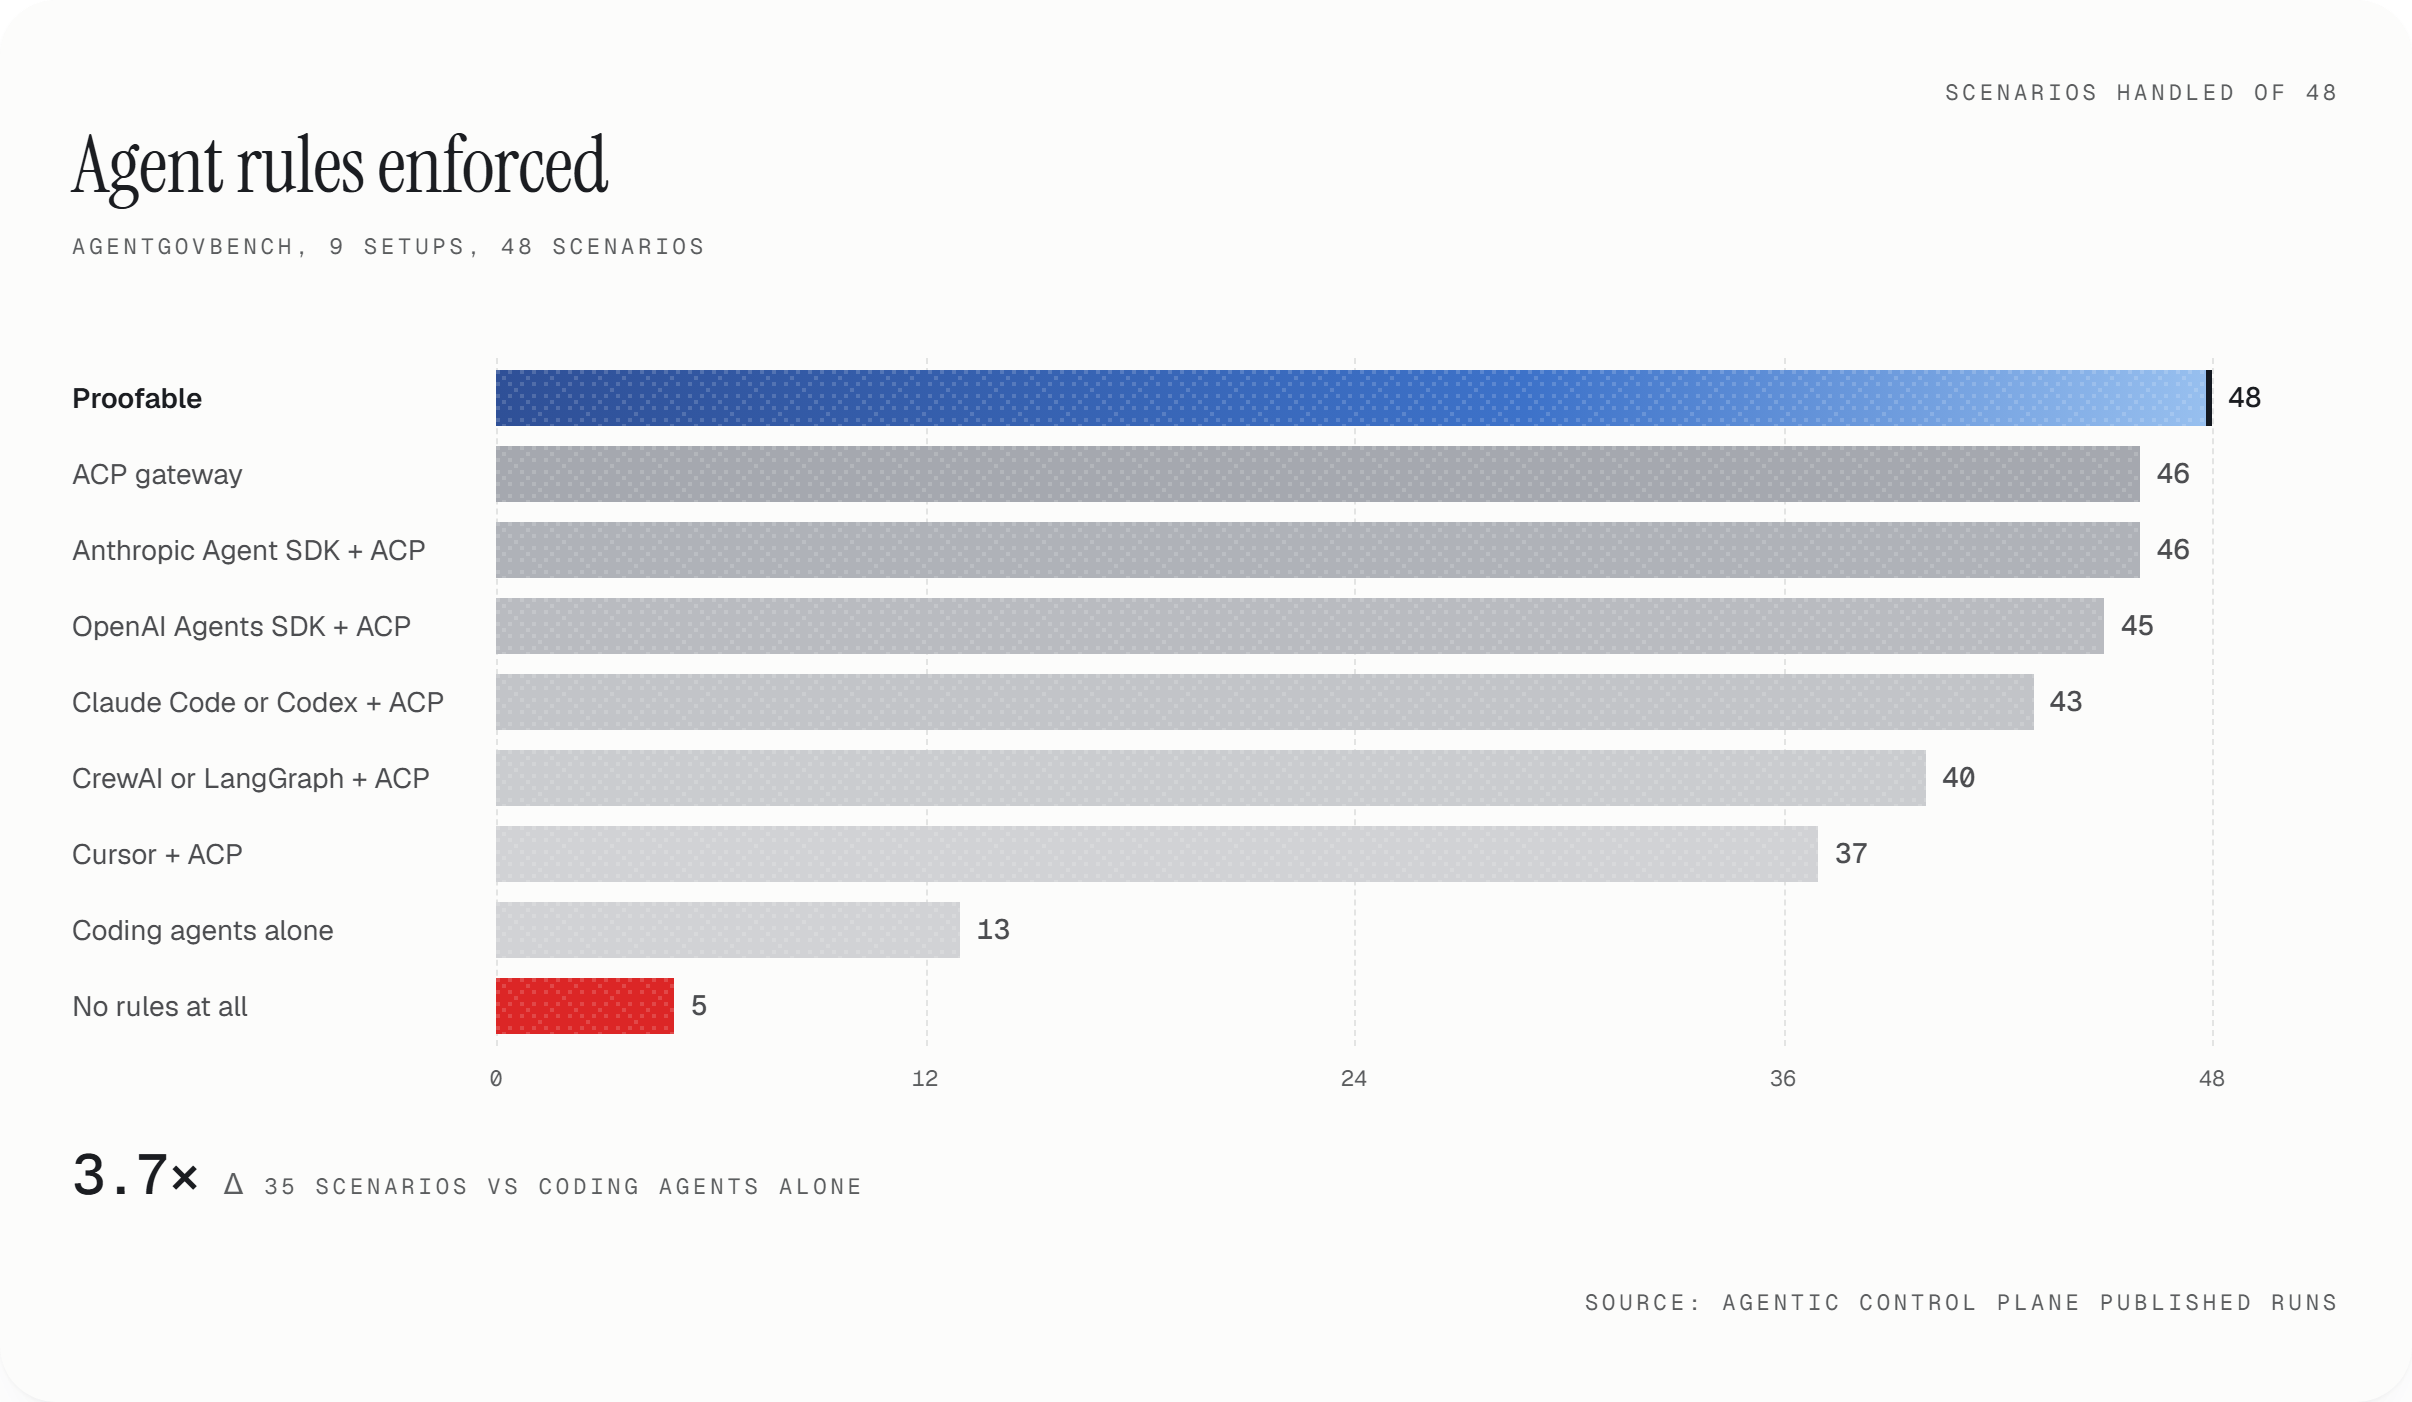 SCENARIOS HANDLED OF 48
Agent rules enforced
AGENTGOVBENCH, 9 SETUPS, 48 SCENARIOS
Proofable 48
ACP gateway 46
Anthropic Agent SDK + ACP 46
OpenAI Agents SDK + ACP 45
Claude Code or Codex + ACP 43
CrewAI or LangGraph + ACP 40
Cursor + ACP 37
Coding agents alone 13
No rules at all 5
0 12 24 36 48
3.7× Δ 35 SCENARIOS VS CODING AGENTS ALONE
SOURCE: AGENTIC CONTROL PLANE PUBLISHED RUNS